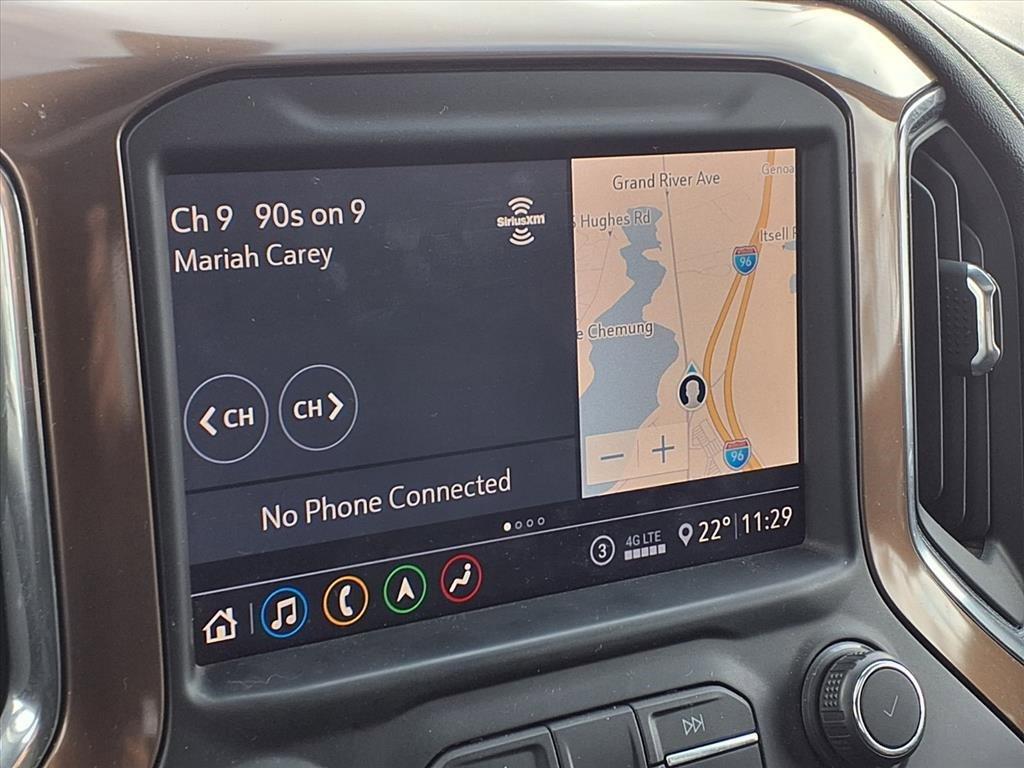 Ch 9 90s on 9
SiriusXM
Mariah Carey
< CH
CH >
No Phone Connected
Grand River Ave
Genoa
S Hughes Rd
Itsell R
96
e Chemung
− +
96
3
4G LTE
22°
11:29